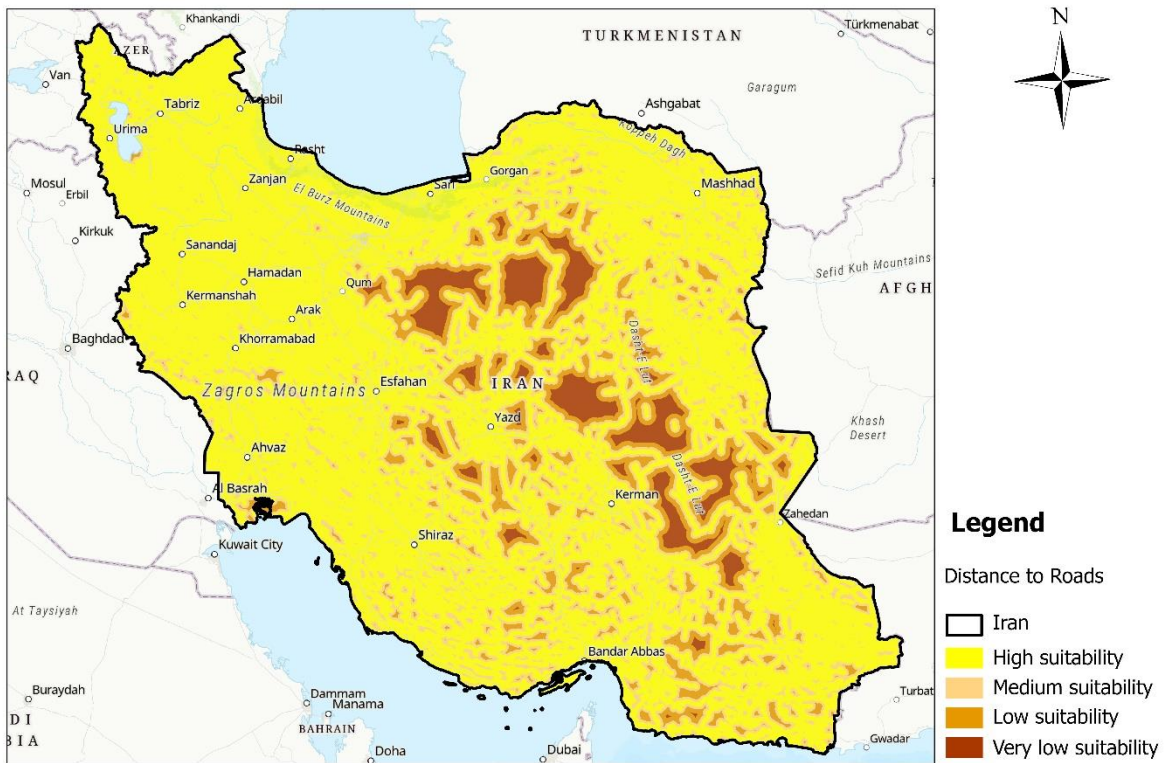 Khankandi
AZER
TURKMENISTAN
Türkmenabat
N
Van
Tabriz
Ardabil
Ashgabat
Garagum
Urima
Koppeh Dagh
Rasht
Gorgan
Mosul
Zanjan
Sari
Mashhad
Erbil
El Burz Mountains
Kirkuk
Sanandaj
Sefid Kuh Mountains
Hamadan
Qum
AFGH
Kermanshah
Arak
Baghdad
Khorramabad
Dasht E Lut
RAQ
Zagros Mountains
Esfahan
IRAN
Yazd
Khash
Desert
Ahvaz
Dasht E Lut
Al Basrah
Kerman
Zahedan
Legend
Kuwait City
Shiraz
Distance to Roads
At Taysiyah
Iran
High suitability
Bandar Abbas
Medium suitability
Buraydah
Dammam
Manama
Turbat
Low suitability
DI
BIA
BAHRAIN
Doha
Dubai
Gwadar
Very low suitability